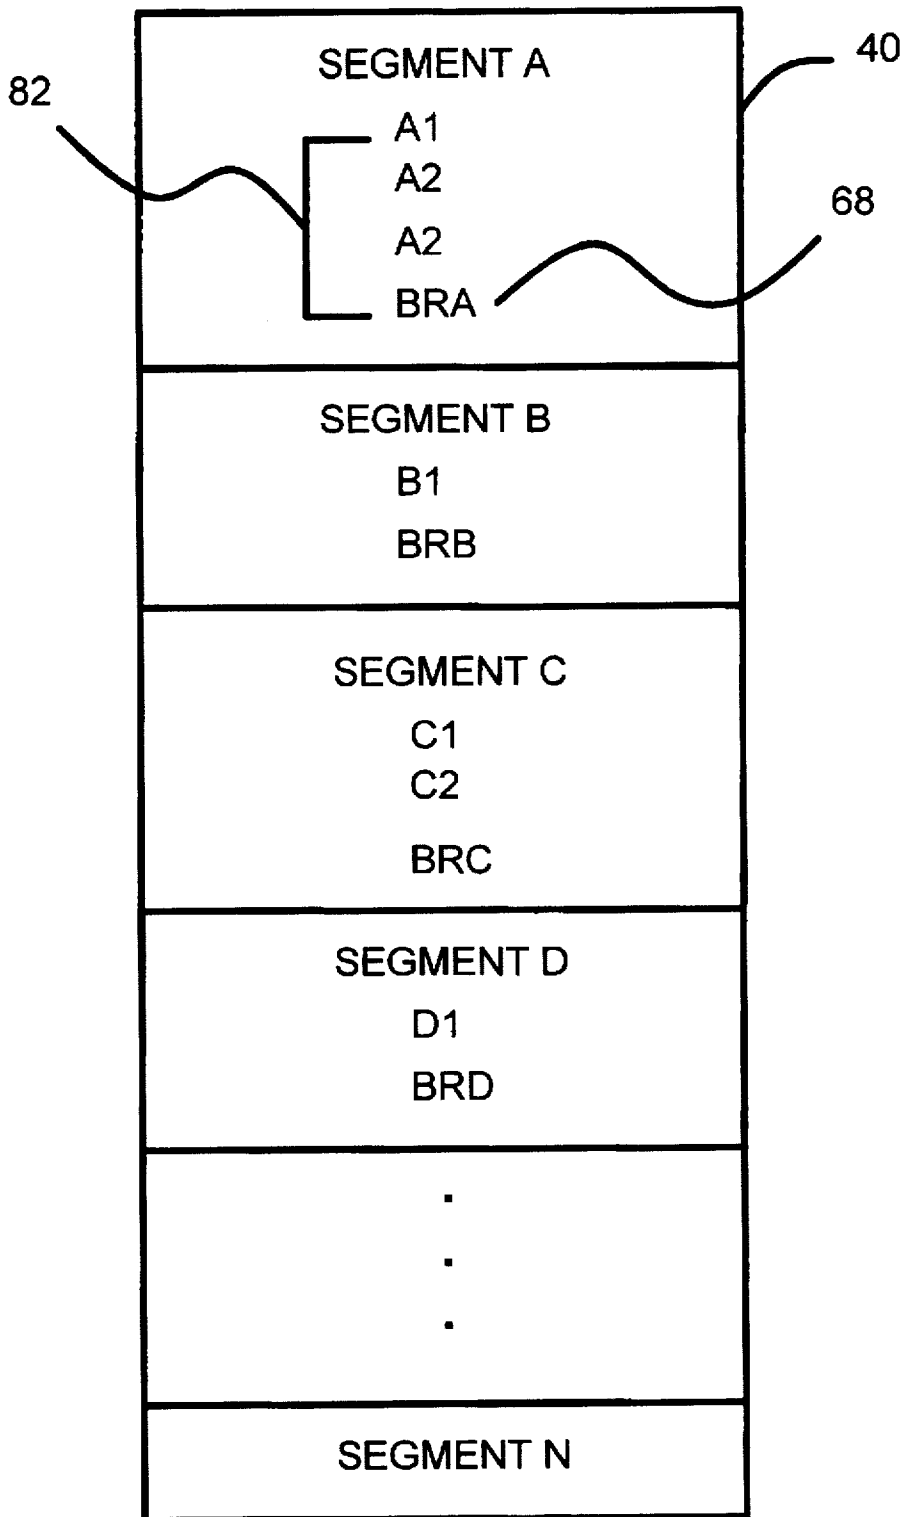 40
SEGMENT A
82
A1
A2
68
A2
BRA
SEGMENT B
B1
BRB
SEGMENT C
C1
C2
BRC
SEGMENT D
D1
BRD
.
.
.
SEGMENT N